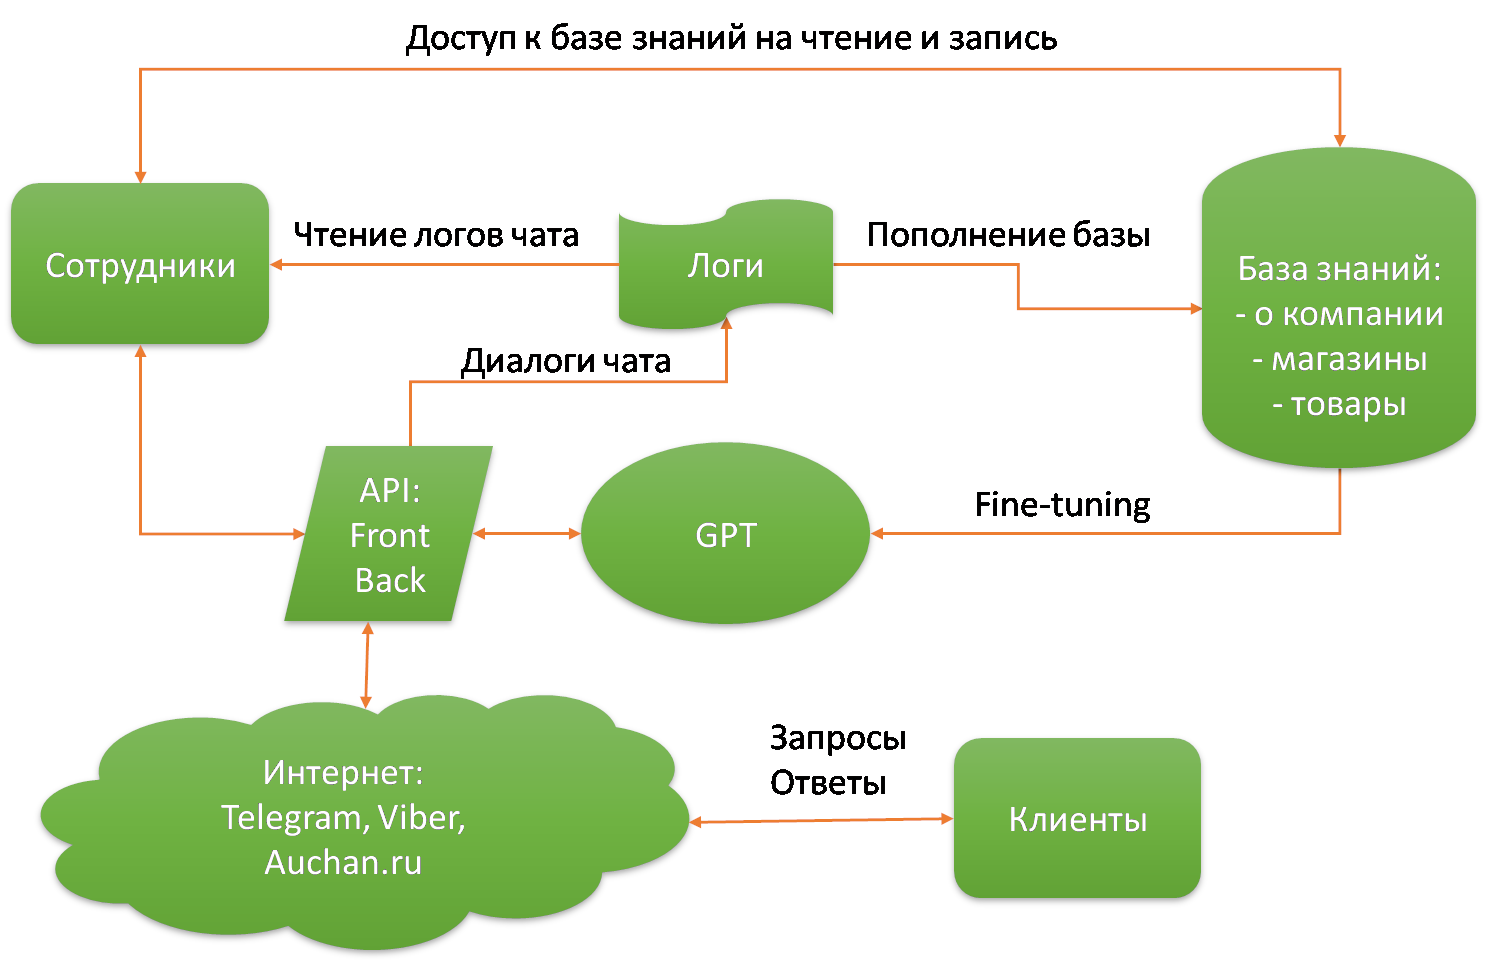 Доступ к базе знаний на чтение и запись
Сотрудники
Чтение логов чата
Логи
Пополнение базы
База знаний:
- о компании
- магазины
- товары
Диалоги чата
API:
Front
Back
GPT
Fine-tuning
Интернет:
Telegram, Viber,
Auchan.ru
Запросы
Ответы
Клиенты